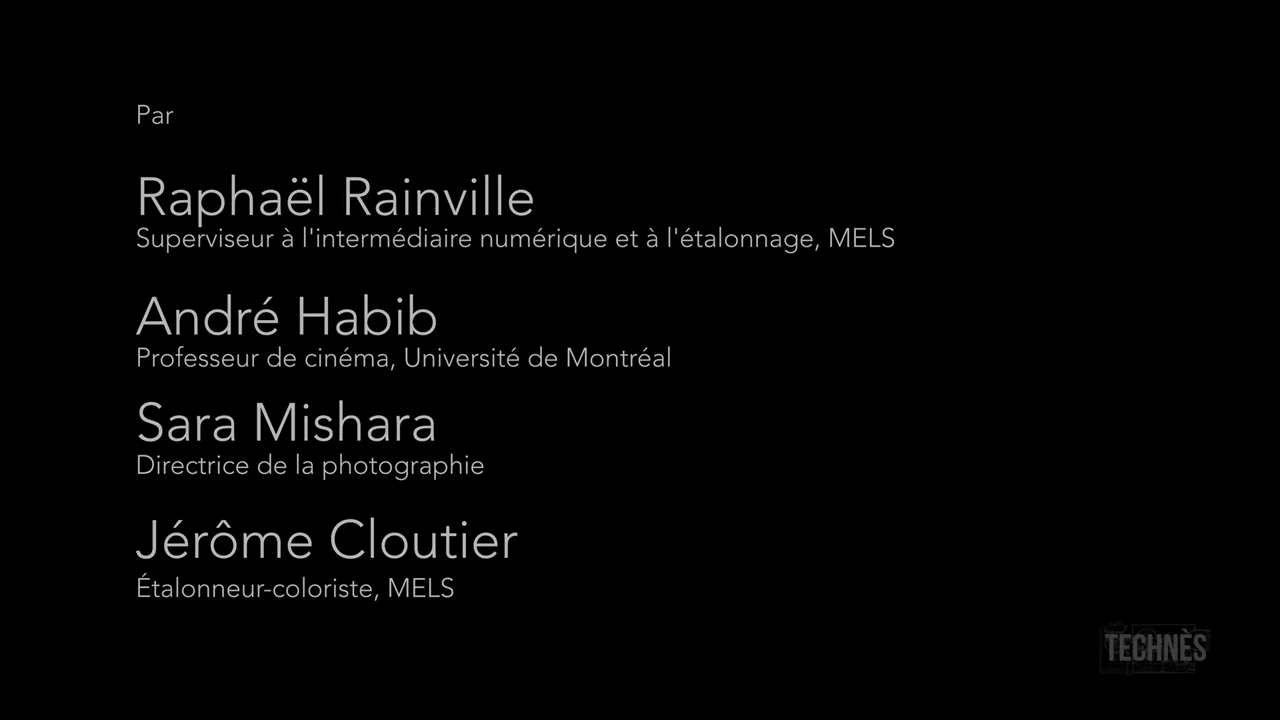 Par
Raphaël Rainville
Superviseur à l'intermédiaire numérique et à l'étalonnage, MELS
André Habib
Professeur de cinéma, Université de Montréal
Sara Mishara
Directrice de la photographie
Jérôme Cloutier
Étalonneur-coloriste, MELS
TECHNÈS